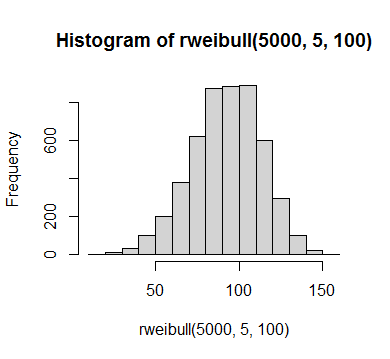 Histogram of rweibull(5000, 5, 100)
Frequency
600
200
0
50 100 150
rweibull(5000, 5, 100)